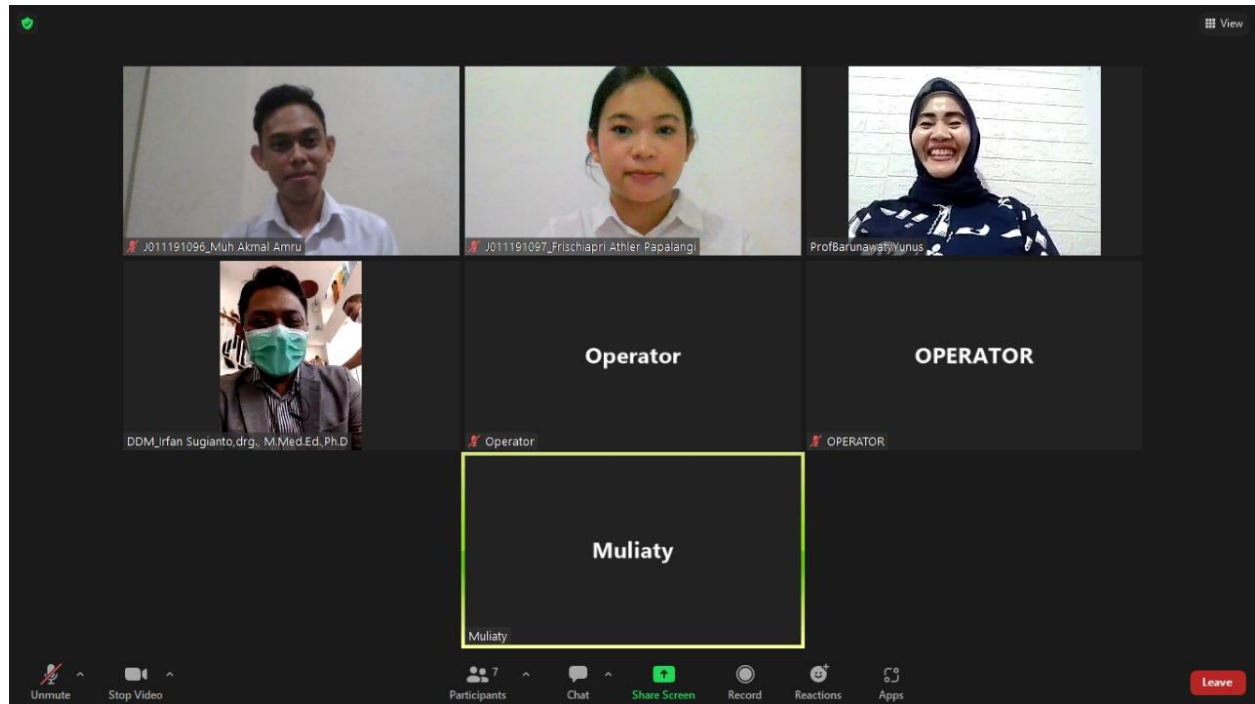 View
J011191096_Muh Akmal Amru
J011191097_Frischiapri Athler Papalangi
ProfBarunawatyYunus
DDM_Irfan Sugianto,drg., M.Med.Ed.,Ph.D
Operator
Operator
OPERATOR
OPERATOR
Muliaty
Muliaty
Unmute
Stop Video
7
Participants
Chat
Share Screen
Record
Reactions
Apps
Leave